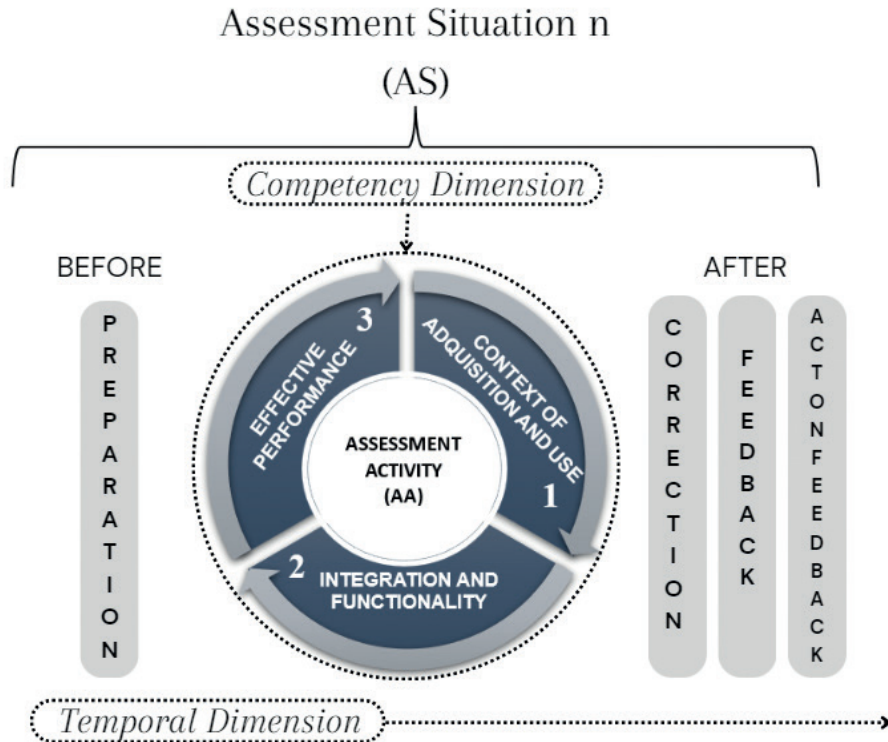 Assessment Situation n
(AS)
Competency Dimension
BEFORE
AFTER
PREPARATION
EFFECTIVE
PERFORMANCE
3
CONTEXT OF
ADQUISITION AND USE
1
ASSESSMENT
ACTIVITY
(AA)
2
INTEGRATION AND
FUNCTIONALITY
CORRECTION
FEEDBACK
ACTONFEEDBACK
Temporal Dimension